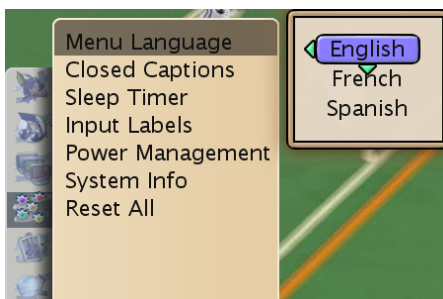 Menu Language
Closed Captions
Sleep Timer
Input Labels
Power Management
System Info
Reset All
English
French
Spanish